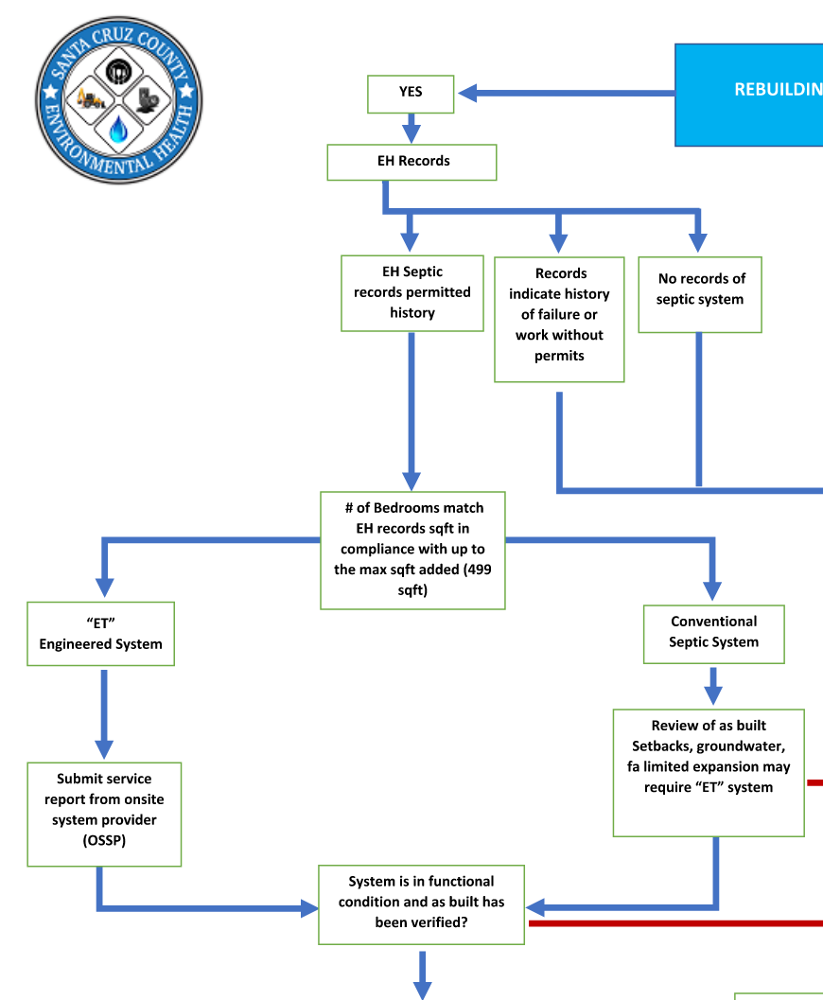 SANTA CRUZ COUNTY
ENVIRONMENTAL HEALTH
REBUILDIN
YES
EH Records
EH Septic
records permitted
history
Records
indicate history
of failure or
work without
permits
No records of
septic system
# of Bedrooms match
EH records sqft in
compliance with up to
the max sqft added (499
sqft)
“ET”
Engineered System
Conventional
Septic System
Submit service
report from onsite
system provider
(OSSP)
Review of as built
Setbacks, groundwater,
fa limited expansion may
require “ET” system
System is in functional
condition and as built has
been verified?